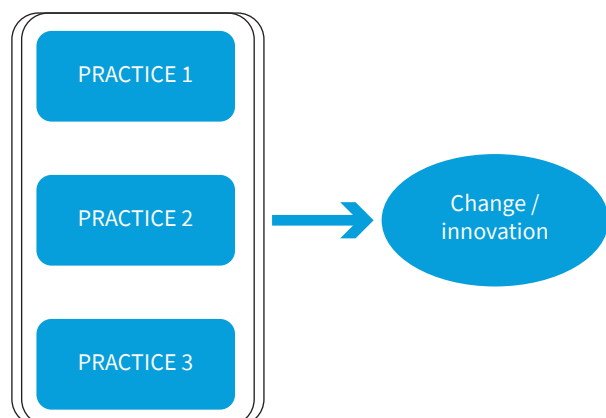 PRACTICE 1
PRACTICE 2
PRACTICE 3
Change /
innovation